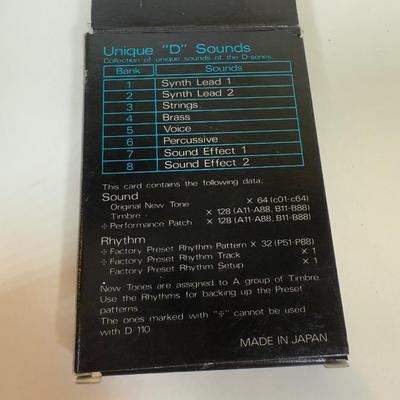 Unique "D" Sounds
Collection of unique sounds of the D-series.
Bank Sounds
1 Synth Lead 1
2 Synth Lead 2
3 Strings
4 Brass
5 Voice
6 Percussive
7 Sound Effect 1
8 Sound Effect 2
This card contains the following data:
Sound
Original New Tone × 64 (c01-c64)
Timbre × 128 (A11-A88, B11-B88)
÷ Performance Patch × 128 (A11-A88, B11-B88)
Rhythm
÷ Factory Preset Rhythm Pattern × 32 (P51-P88)
÷ Factory Preset Rhythm Track × 1
Factory Preset Rhythm Setup × 1
New Tones are assigned to A group of Timbre.
Use the Rhythms for backing up the Preset
patterns
The ones marked with "÷" cannot be used
with D 110
MADE IN JAPAN